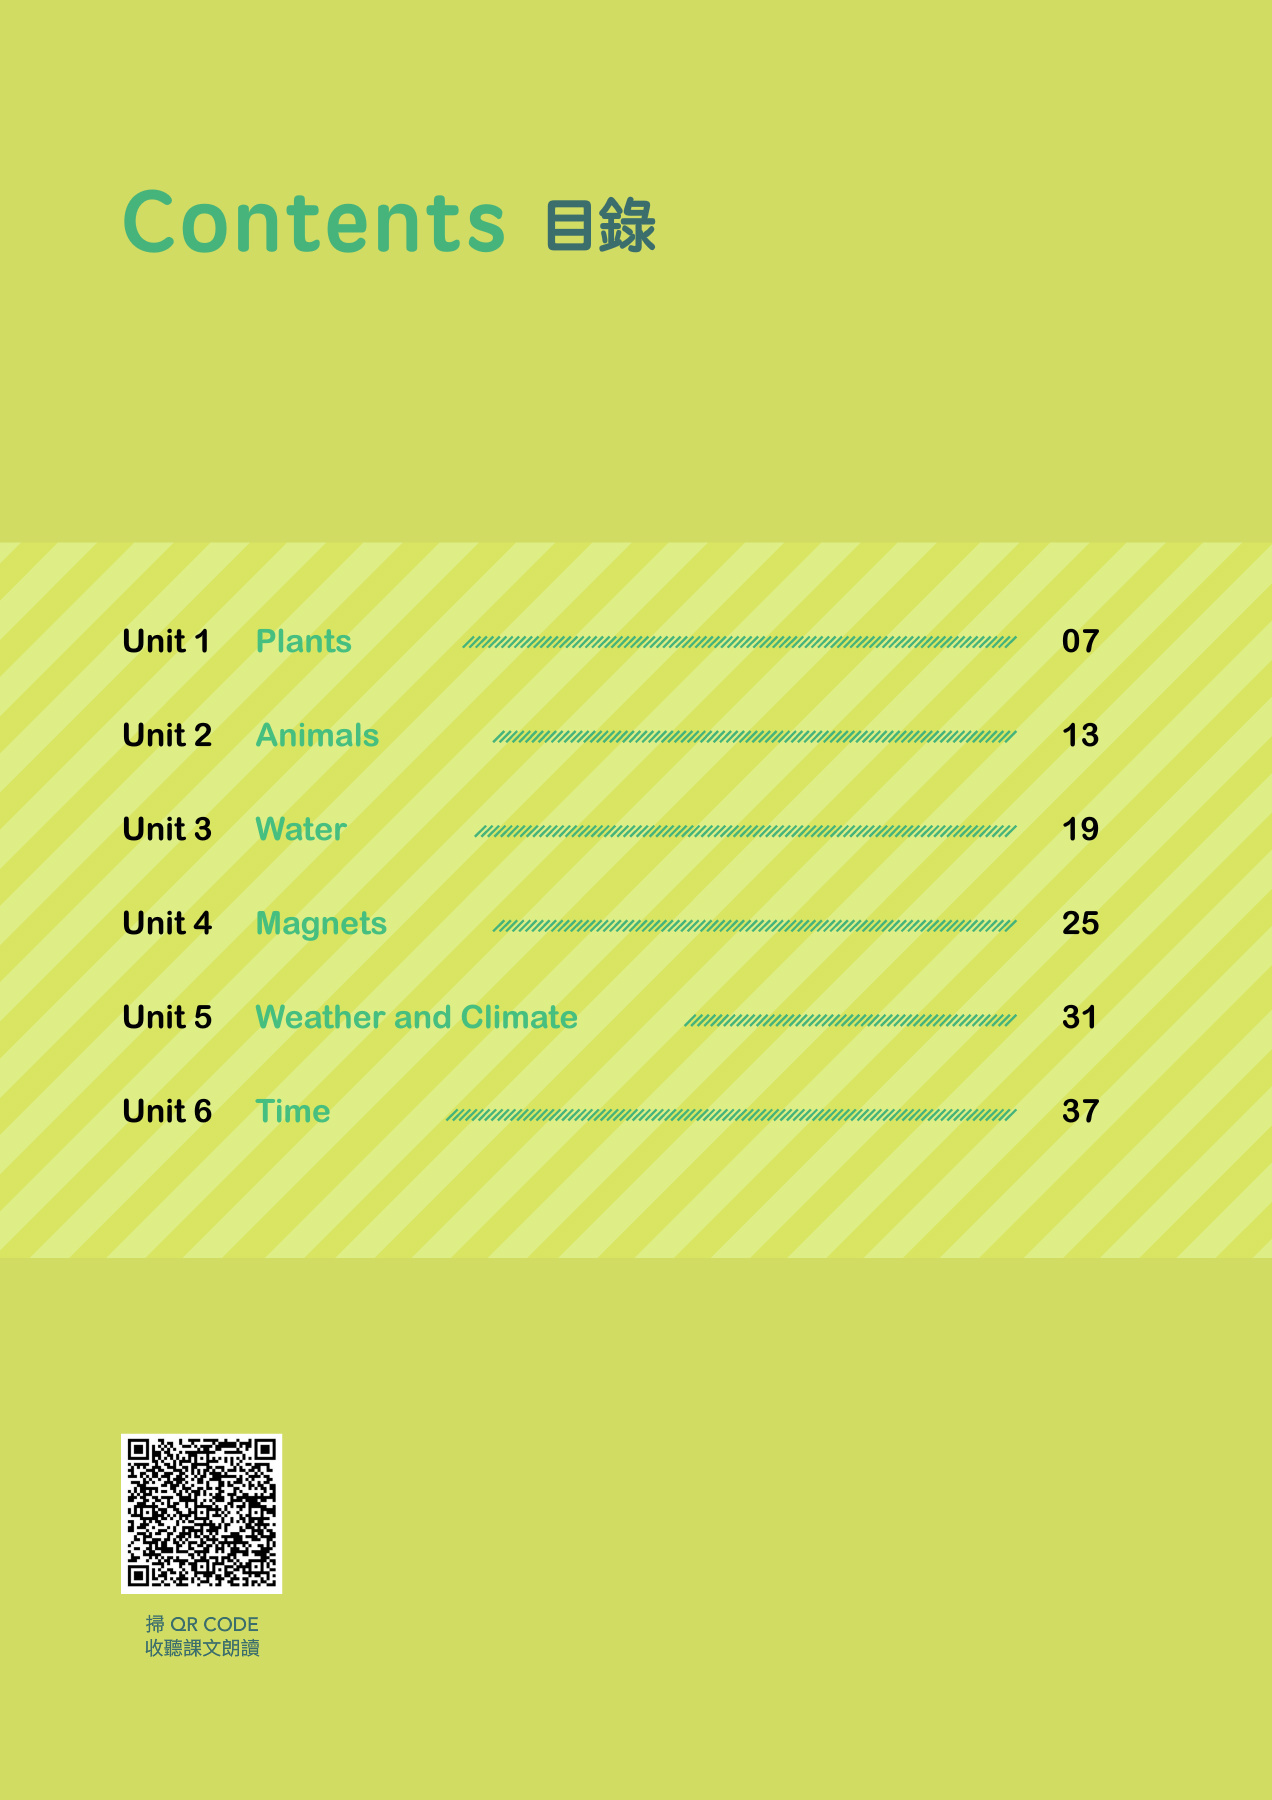 Contents 目錄
Unit 1 Plants 07
Unit 2 Animals 13
Unit 3 Water 19
Unit 4 Magnets 25
Unit 5 Weather and Climate 31
Unit 6 Time 37
掃 QR CODE
收聽課文朗讀